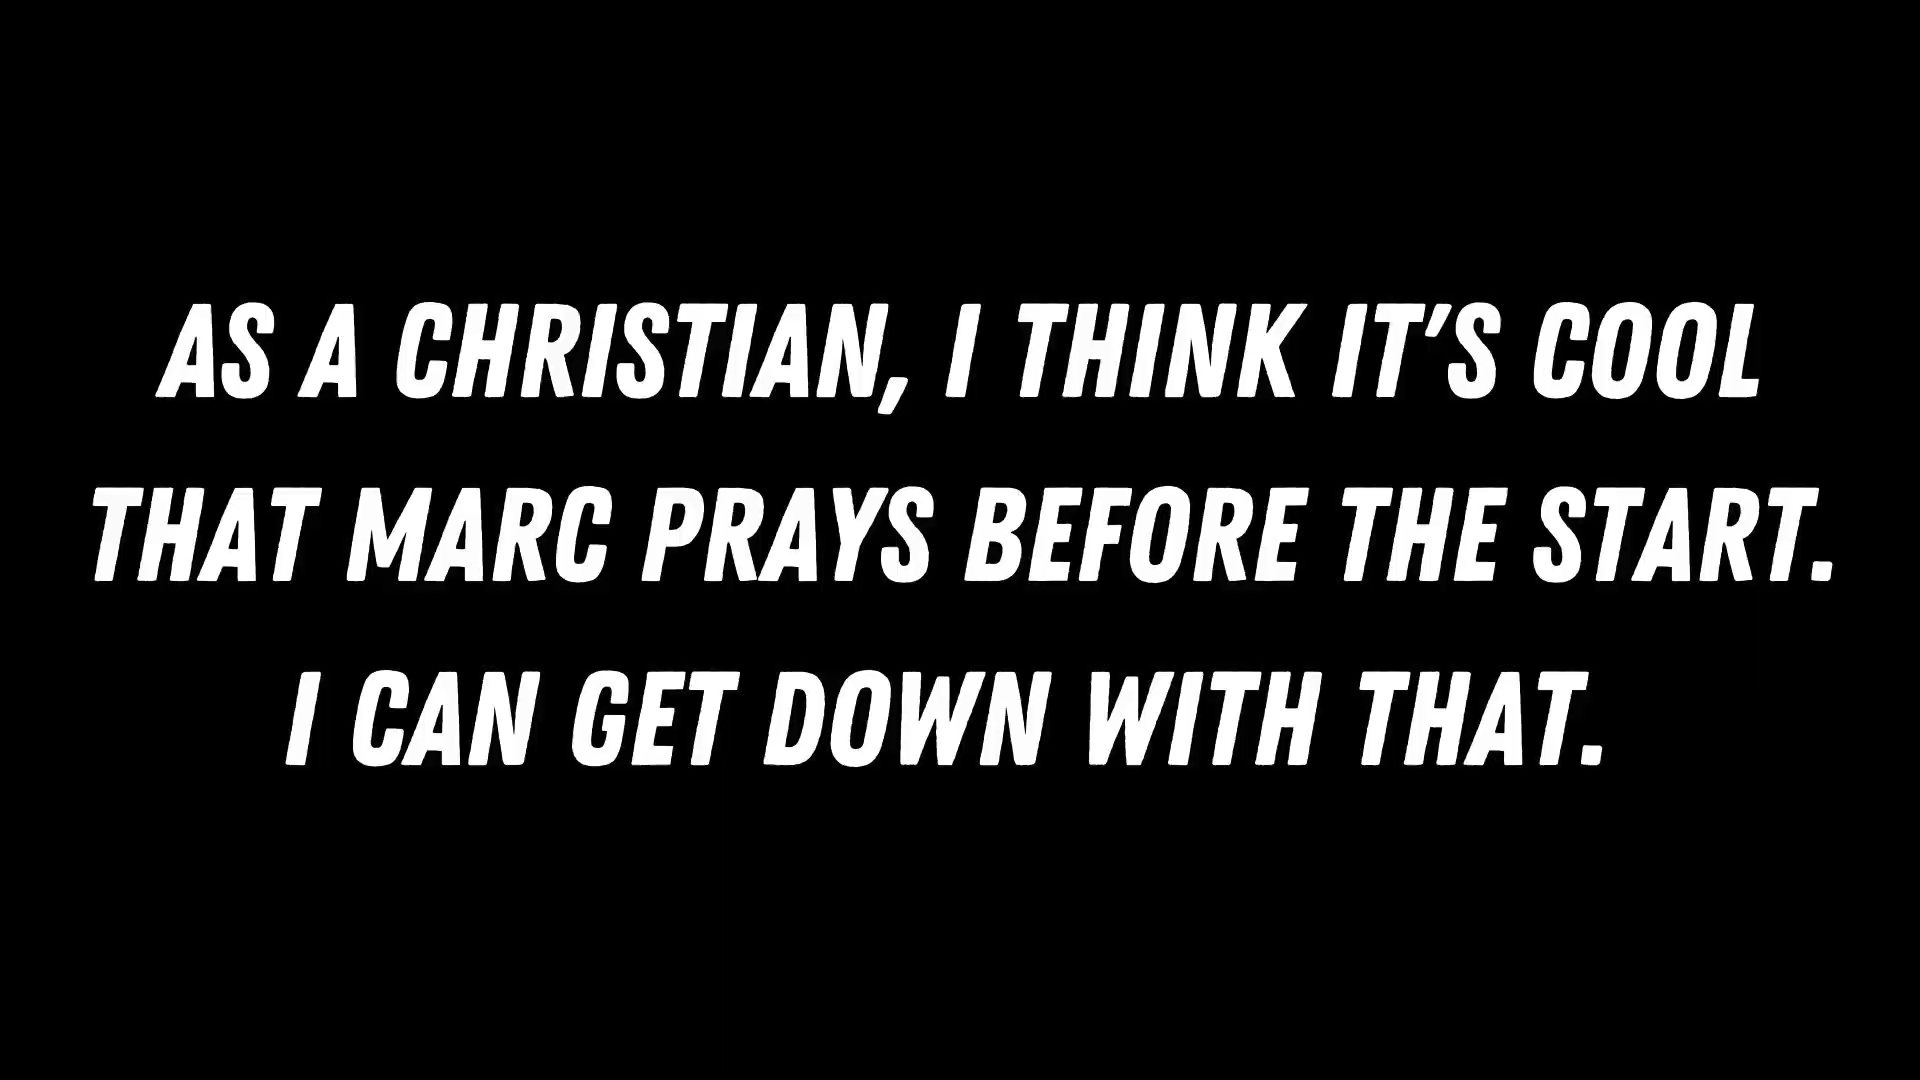 AS A CHRISTIAN, I THINK IT'S COOL
THAT MARC PRAYS BEFORE THE START.
I CAN GET DOWN WITH THAT.